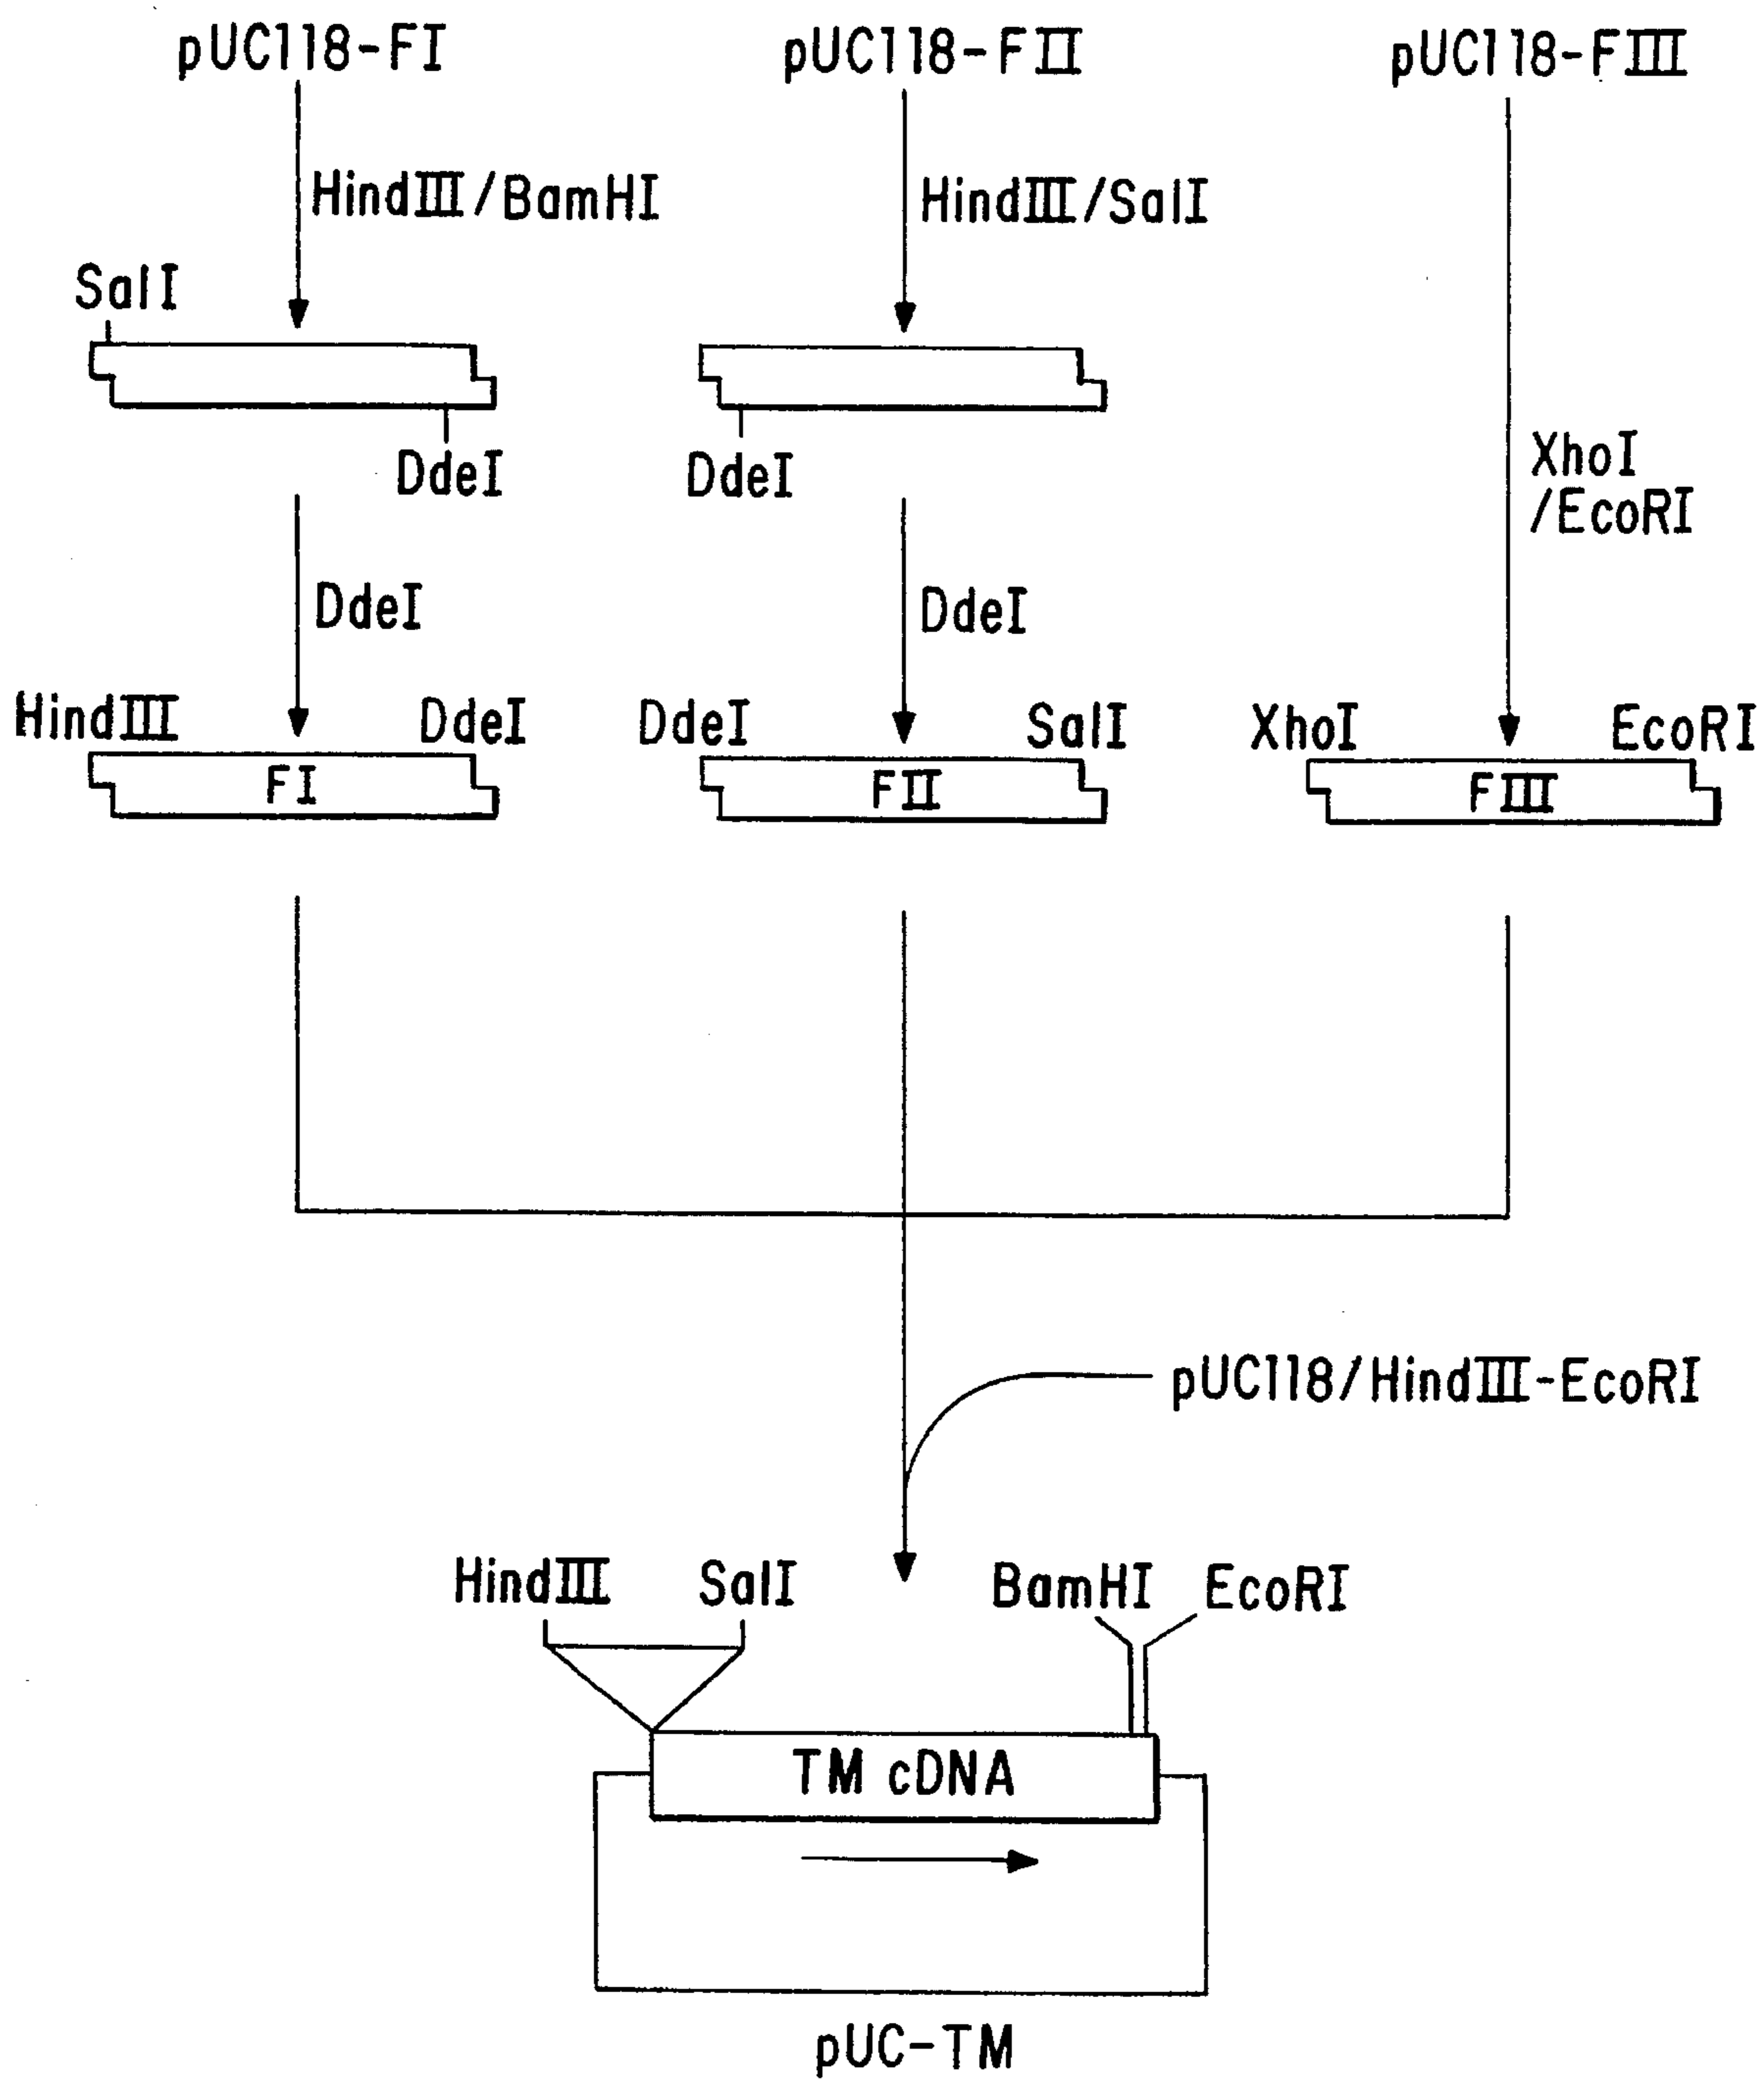 pUC118-FI
pUC118-FII
pUC118-FIII
HindIII/BamHI
HindIII/SalI
SalI
DdeI
DdeI
XhoI
/EcoRI
DdeI
DdeI
HindIII
DdeI
DdeI
SalI
XhoI
EcoRI
FI
FII
FIII
pUC118/HindIII-EcoRI
HindIII
SalI
BamHI
EcoRI
TM cDNA
pUC-TM